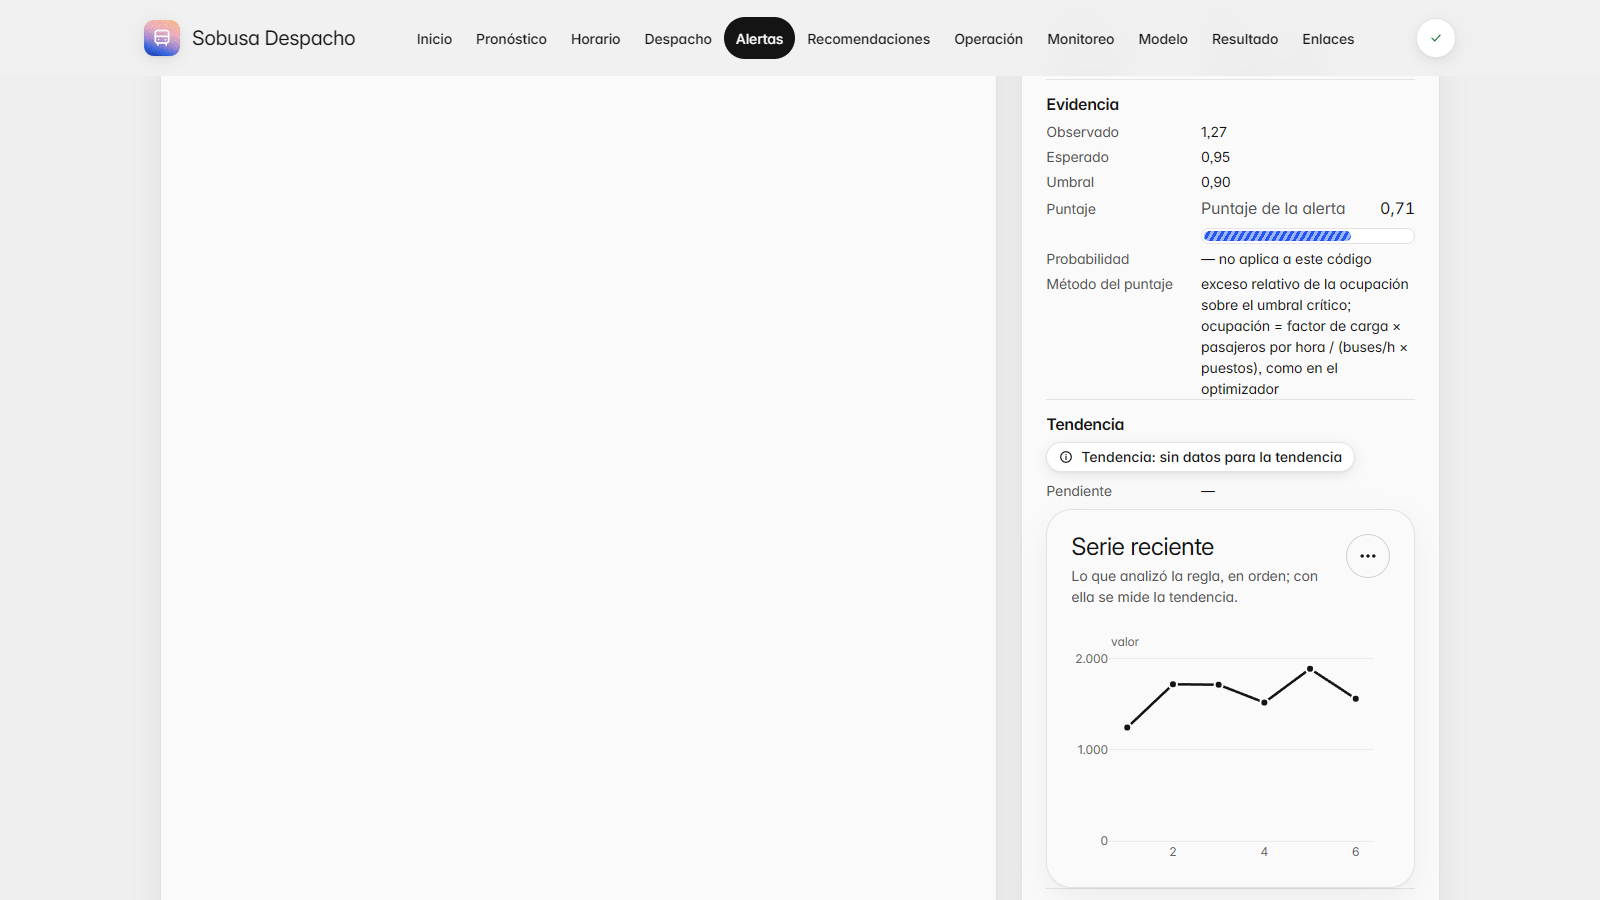 Sobusa Despacho
Inicio
Pronóstico
Horario
Despacho
Alertas
Recomendaciones
Operación
Monitoreo
Modelo
Resultado
Enlaces
Evidencia
Observado 1,27
Esperado 0,95
Umbral 0,90
Puntaje Puntaje de la alerta 0,71
Probabilidad — no aplica a este código
Método del puntaje exceso relativo de la ocupación
sobre el umbral crítico;
ocupación = factor de carga ×
pasajeros por hora / (buses/h ×
puestos), como en el
optimizador
Tendencia
Tendencia: sin datos para la tendencia
Pendiente —
Serie reciente
Lo que analizó la regla, en orden; con
ella se mide la tendencia.
valor
2.000
1.000
0
2 4 6